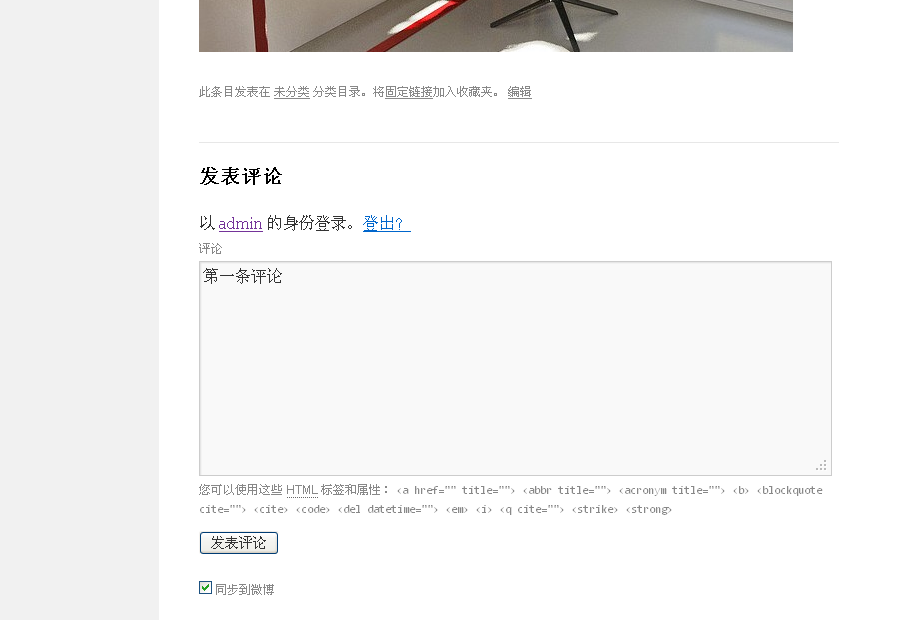 此条目发表在 未分类 分类目录。将固定链接加入收藏夹。 编辑
发表评论
以 admin 的身份登录。登出？
评论
第一条评论
您可以使用这些 HTML 标签和属性： <a href="" title=""> <abbr title=""> <acronym title=""> <b> <blockquote
cite=""> <cite> <code> <del datetime=""> <em> <i> <q cite=""> <strike> <strong>
发表评论
同步到微博